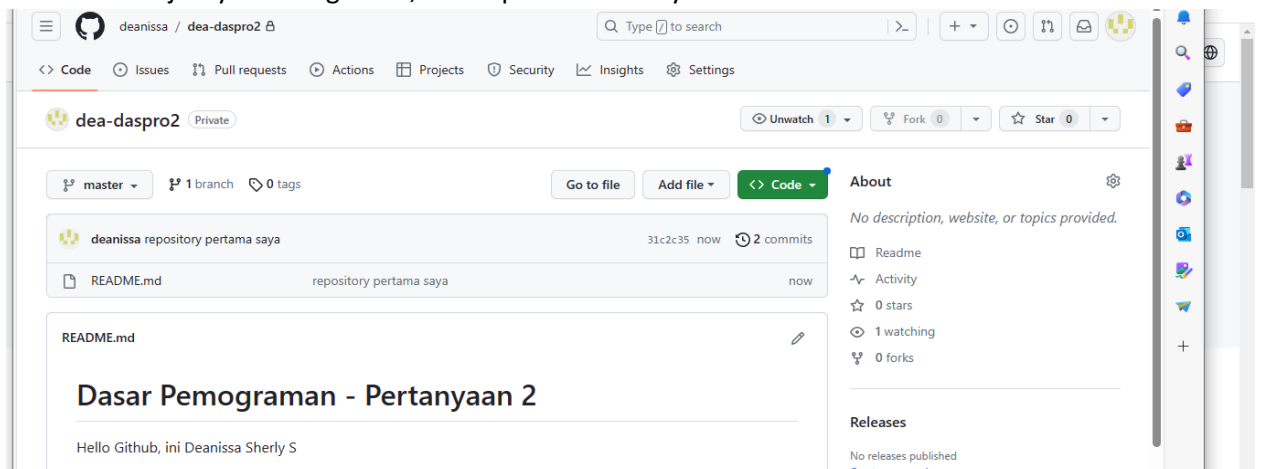 deanissa / dea-daspro2
Type / to search
Code Issues Pull requests Actions Projects Security Insights Settings
dea-daspro2 Private
Unwatch 1 Fork 0 Star 0
master 1 branch 0 tags Go to file Add file Code
deanissa repository pertama saya 31c2c35 now 2 commits
README.md repository pertama saya now
README.md
Dasar Pemograman - Pertanyaan 2
Hello Github, ini Deanissa Sherly S
About
No description, website, or topics provided.
Readme
Activity
0 stars
1 watching
0 forks
Releases
No releases published